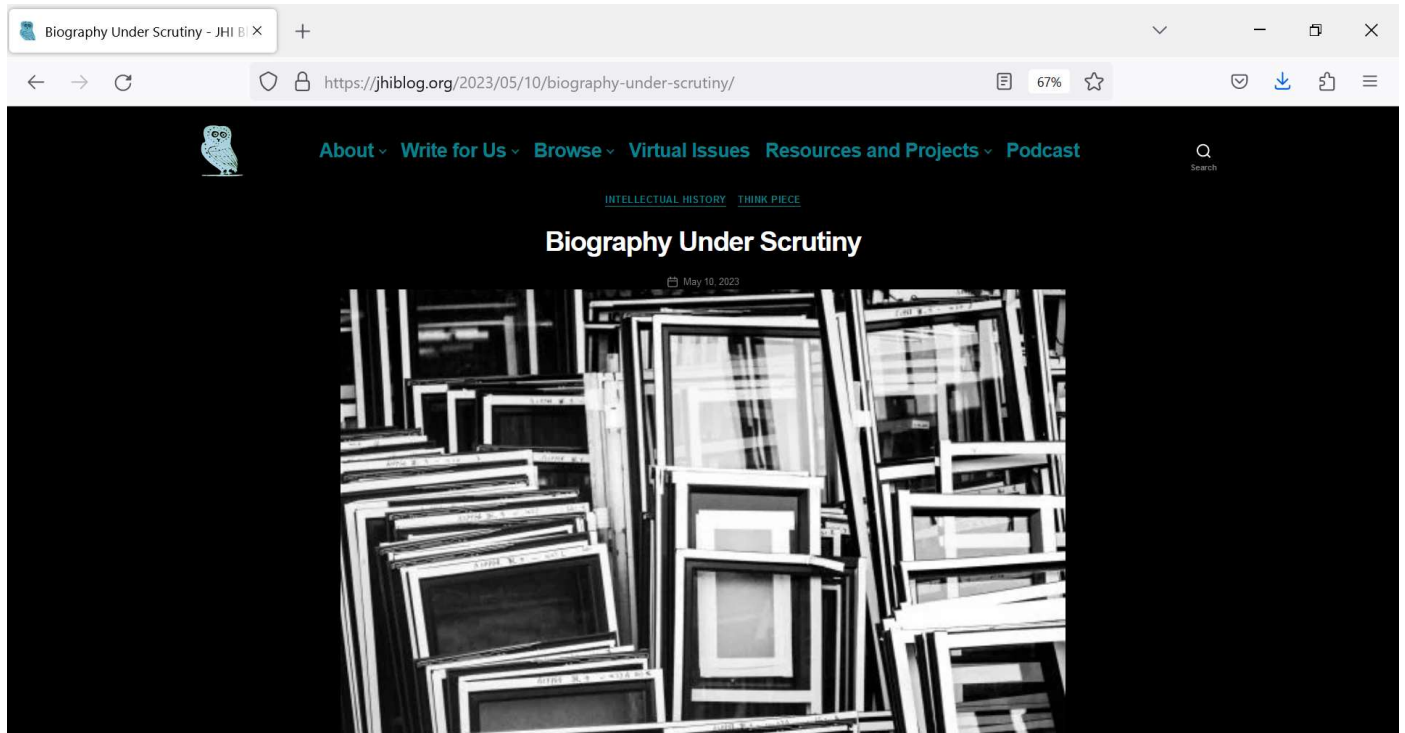 Biography Under Scrutiny - JHI B
https://jhiblog.org/2023/05/10/biography-under-scrutiny/
67%
About Write for Us Browse Virtual Issues Resources and Projects Podcast
Search
INTELLECTUAL HISTORY THINK PIECE
Biography Under Scrutiny
May 10, 2023